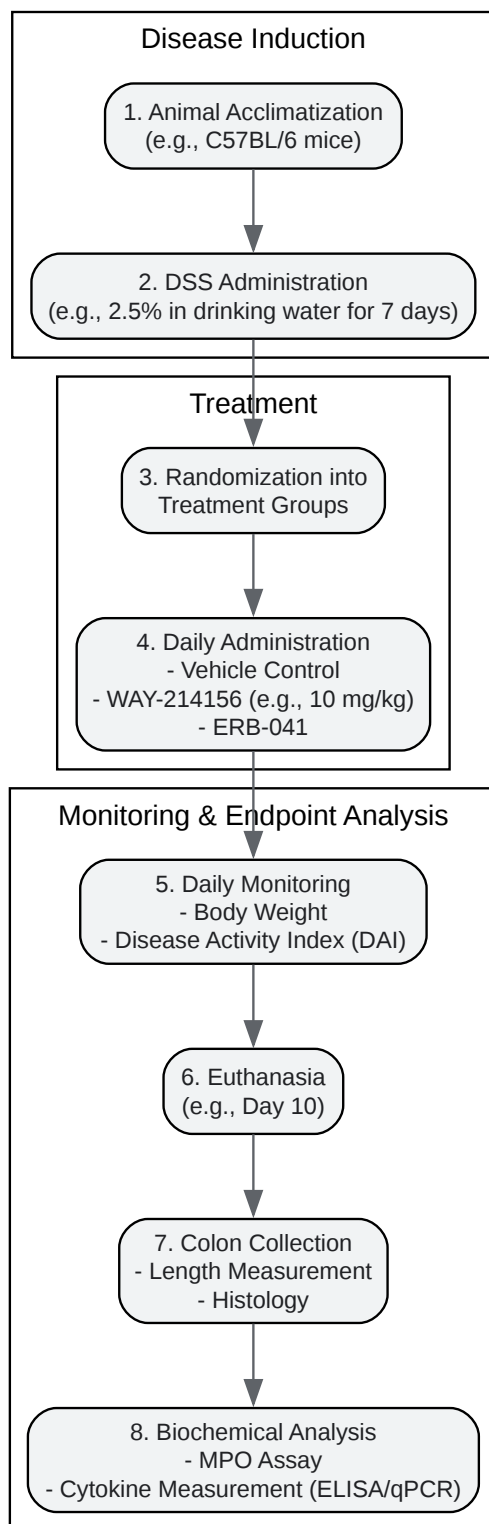 Disease Induction
1. Animal Acclimatization
(e.g., C57BL/6 mice)
2. DSS Administration
(e.g., 2.5% in drinking water for 7 days)
Treatment
3. Randomization into
Treatment Groups
4. Daily Administration
- Vehicle Control
- WAY-214156 (e.g., 10 mg/kg)
- ERB-041
Monitoring & Endpoint Analysis
5. Daily Monitoring
- Body Weight
- Disease Activity Index (DAI)
6. Euthanasia
(e.g., Day 10)
7. Colon Collection
- Length Measurement
- Histology
8. Biochemical Analysis
- MPO Assay
- Cytokine Measurement (ELISA/qPCR)